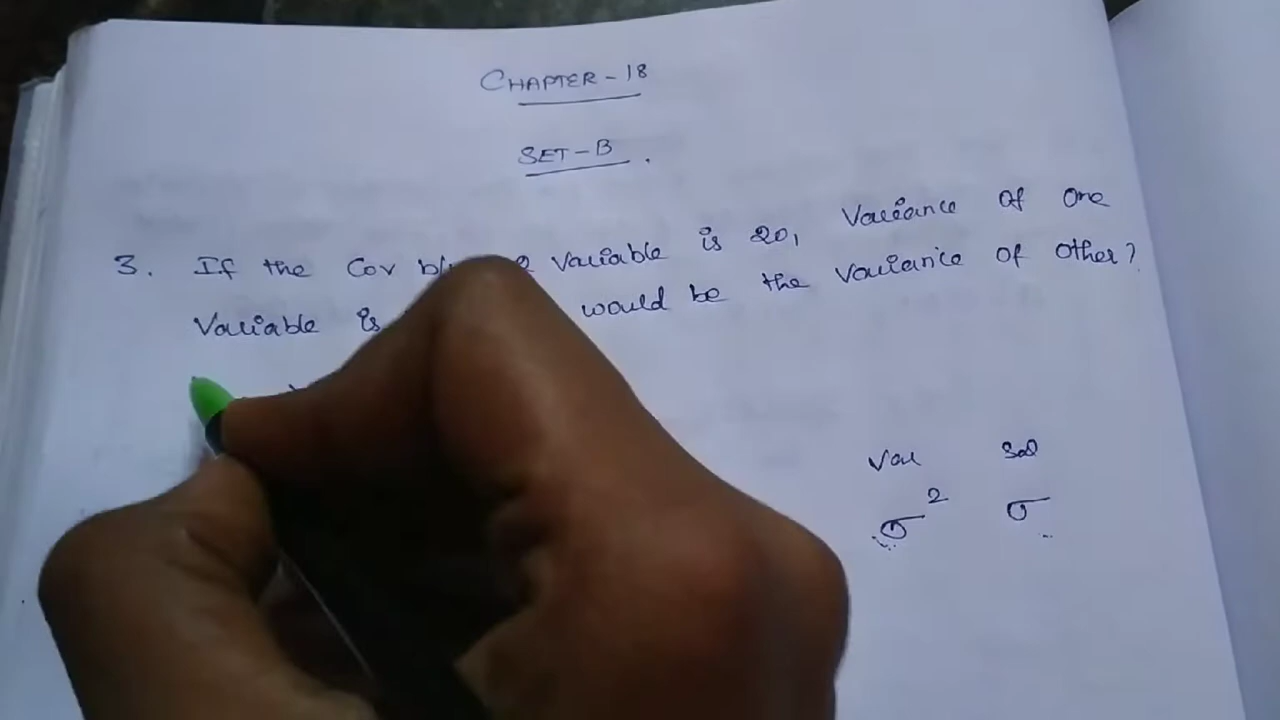 CHAPTER-18
SET-B.
3. If the Cov variable is 20, Variance Of One
Variable is would be the variance of other?
Var SD
σ² σ